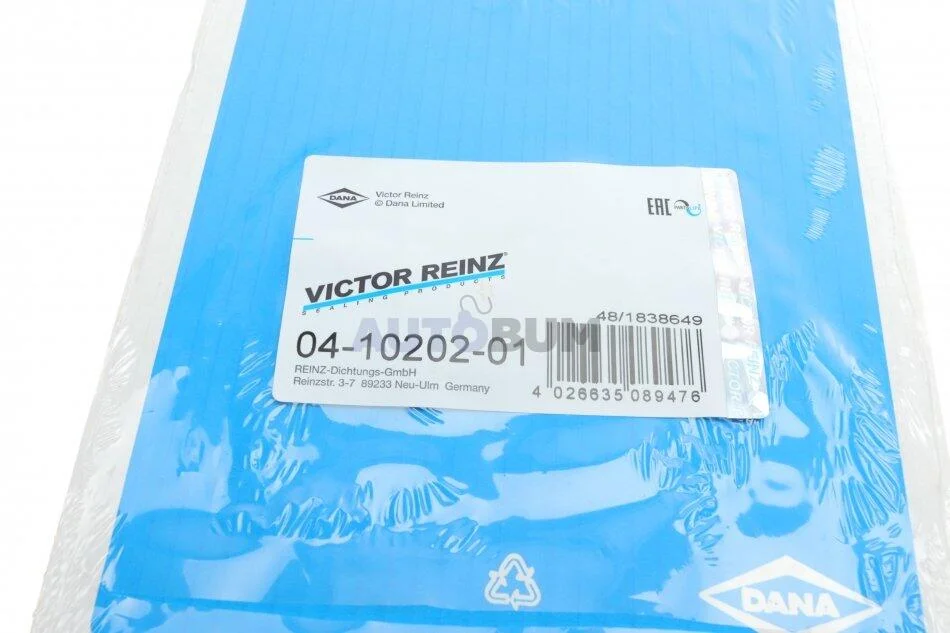 DANA
Victor Reinz
© Dana Limited
EAC
VICTOR REINZ®
SEALING PRODUCTS
48/1838649
AUTOBUM
04-10202-01
REINZ-Dichtungs-GmbH
Reinzstr. 3-7 89233 Neu-Ulm Germany
4 026635 089476
DANA